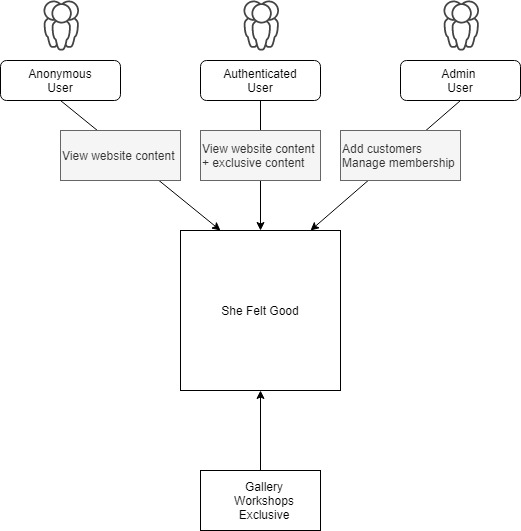 Anonymous
User
Authenticated
User
Admin
User
View website content
View website content
+ exclusive content
Add customers
Manage membership
She Felt Good
Gallery
Workshops
Exclusive